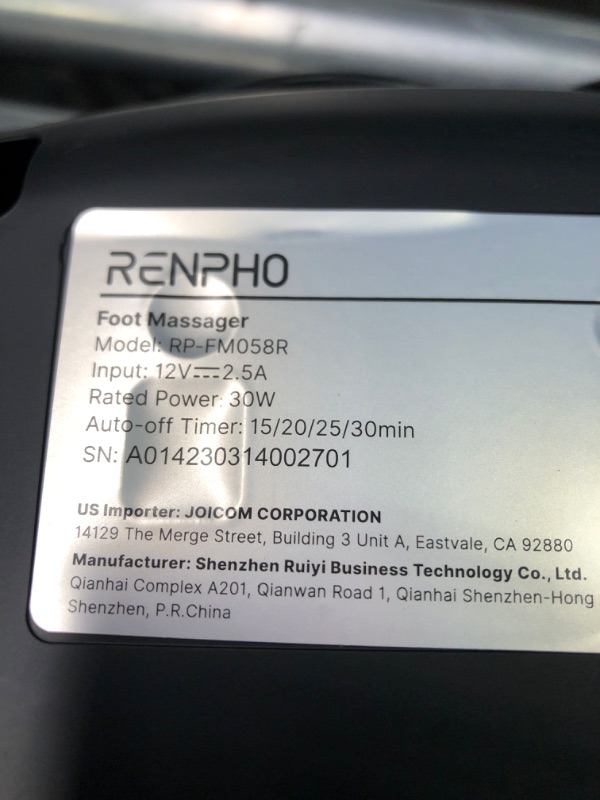 RENPHO
Foot Massager
Model: RP-FM058R
Input: 12V⎓2.5A
Rated Power: 30W
Auto-off Timer: 15/20/25/30min
SN: A014230314002701
US Importer: JOICOM CORPORATION
14129 The Merge Street, Building 3 Unit A, Eastvale, CA 92880
Manufacturer: Shenzhen Ruiyi Business Technology Co., Ltd.
Qianhai Complex A201, Qianwan Road 1, Qianhai Shenzhen-Hong
Shenzhen, P.R.China